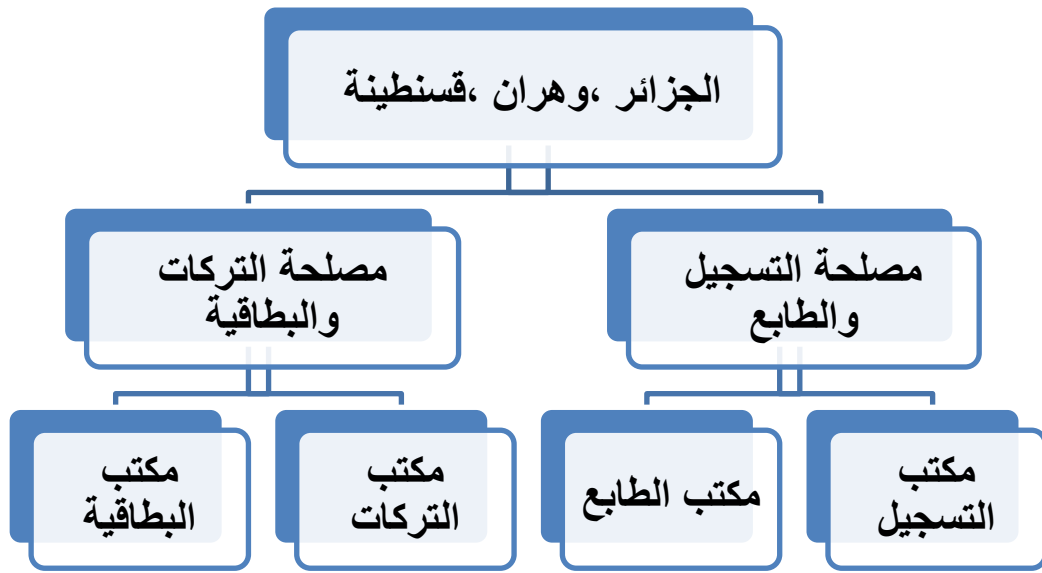 الجزائر ،وهران ،قسنطينة
مصلحة التسجيل
والطابع
مصلحة التركات
والبطاقية
مكتب
التسجيل
مكتب الطابع
مكتب
التركات
مكتب
البطاقية